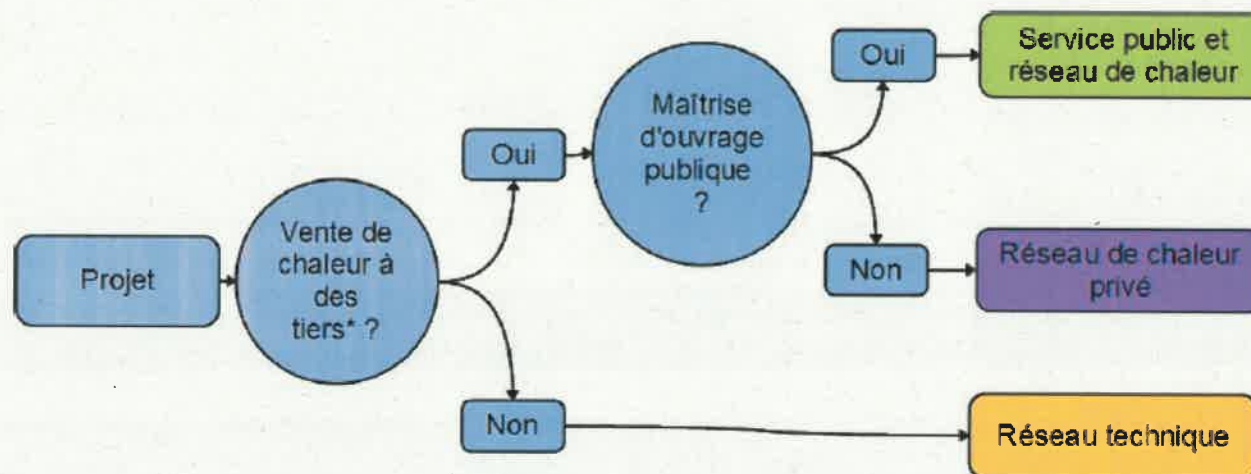 Projet
Vente de
chaleur à
des
tiers* ?
Oui
Non
Maîtrise
d'ouvrage
publique
?
Oui
Non
Service public et
réseau de chaleur
Réseau de chaleur
privé
Réseau technique